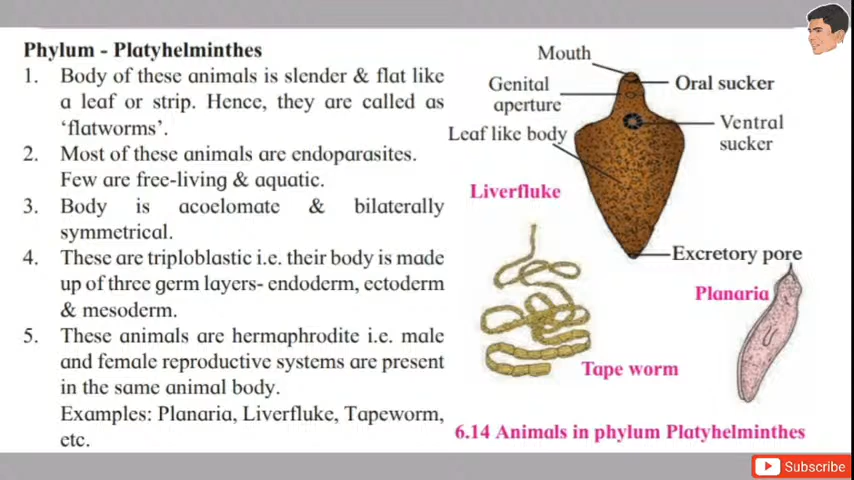 Phylum - Platyhelminthes
1. Body of these animals is slender & flat like
a leaf or strip. Hence, they are called as
‘flatworms’.
2. Most of these animals are endoparasites.
Few are free-living & aquatic.
3. Body is acoelomate & bilaterally
symmetrical.
4. These are triploblastic i.e. their body is made
up of three germ layers- endoderm, ectoderm
& mesoderm.
5. These animals are hermaphrodite i.e. male
and female reproductive systems are present
in the same animal body.
Examples: Planaria, Liverfluke, Tapeworm,
etc.
Mouth
Oral sucker
Genital
aperture
Ventral
sucker
Leaf like body
Liverfluke
Excretory pore
Planaria
Tape worm
6.14 Animals in phylum Platyhelminthes
Subscribe